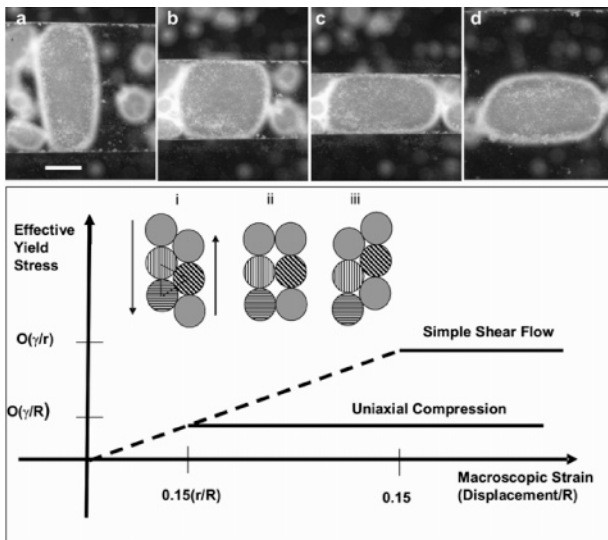 a b c d
i ii iii
Effective
Yield
Stress
O(γ/r)
Simple Shear Flow
O(γ/R)
Uniaxial Compression
0.15(r/R)
0.15
Macroscopic Strain
(Displacement/R)